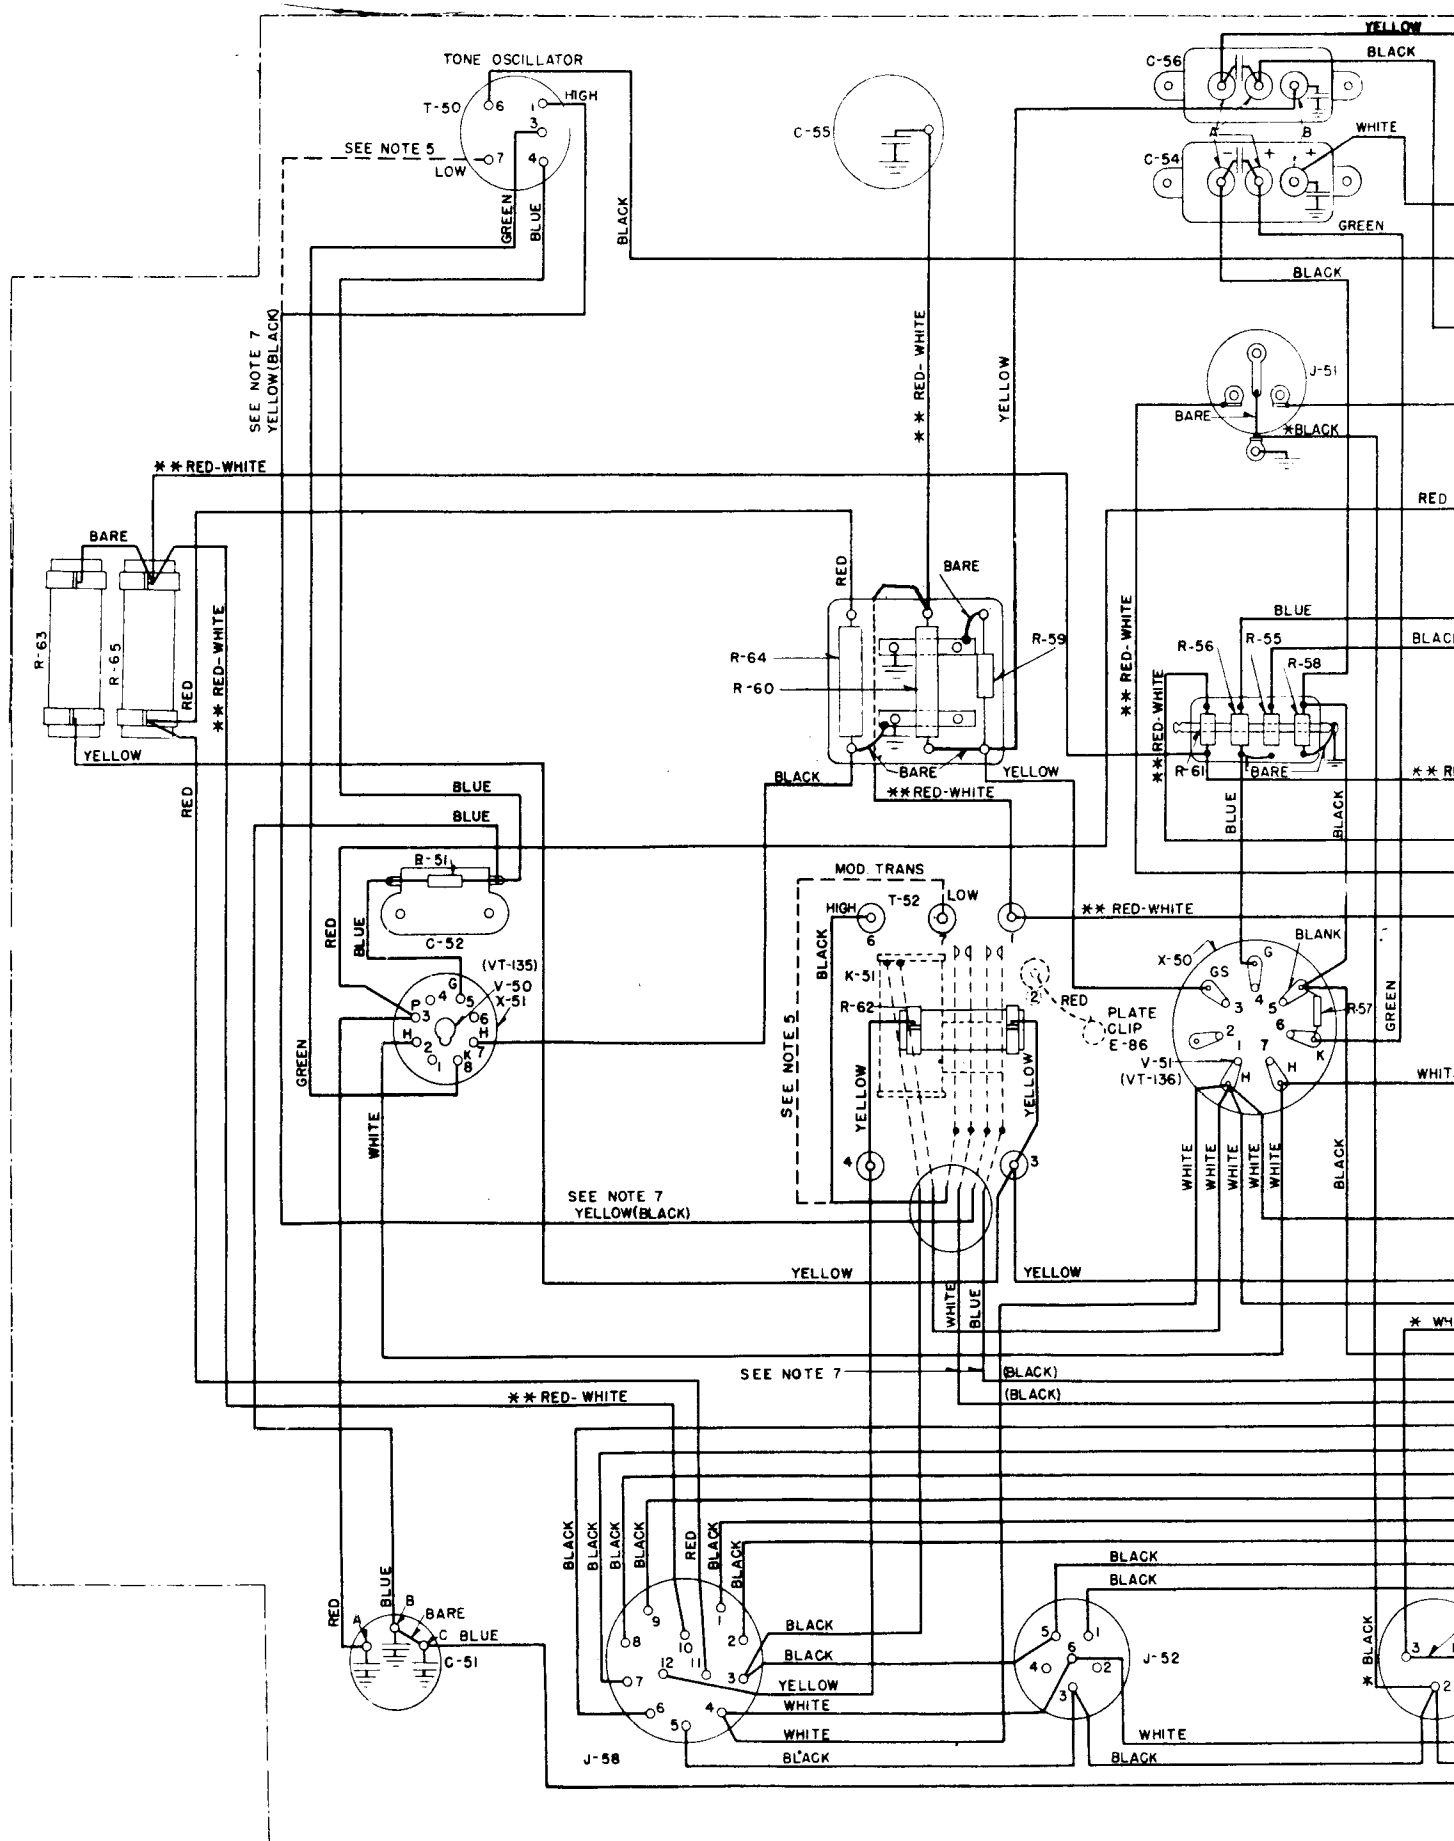 YELLOW
TONE OSCILLATOR
C-56
BLACK
HIGH
T-50
6
1
3
C-55
A
B
WHITE
SEE NOTE 5
7
4
LOW
C-54
-
+
+
GREEN
BLUE
BLACK
GREEN
BLACK
SEE NOTE 7
YELLOW(BLACK)
** RED-WHITE
YELLOW
J-51
BARE
*BLACK
**RED-WHITE
RED
BARE
RED
BARE
R-63
R-65
RED
** RED-WHITE
R-64
R-60
R-59
** RED-WHITE
BLUE
R-56
R-55
BLACK
R-58
**RED-WHITE
YELLOW
RED
BLACK
BARE
YELLOW
**RED-WHITE
R-61
BARE
BLUE
BLUE
BLUE
BLACK
R-51
C-52
RED
BLUE
MOD. TRANS
T-52
LOW
HIGH
6
7
1
** RED-WHITE
BLACK
K-51
R-62
2
RED
PLATE
CLIP
E-86
X-50
BLANK
G
GS
4
3
5
R-57
GREEN
2
6
1
7
K
V-51
(VT-136)
H
H
WHITE
(VT-135)
V-50
X-51
G
P
4
5
3
6
H
H
2
7
K
1
8
GREEN
WHITE
SEE NOTE 5
YELLOW
YELLOW
4
3
WHITE
WHITE
WHITE
WHITE
WHITE
BLACK
SEE NOTE 7
YELLOW(BLACK)
YELLOW
YELLOW
WHITE
BLUE
SEE NOTE 7
(BLACK)
(BLACK)
** RED-WHITE
BLACK
BLACK
BLACK
BLACK
RED
BLACK
BLACK
BLACK
BLACK
RED
BLUE
A
B
BARE
C
BLUE
C-51
9
1
8
10
2
12
11
3
7
6
4
5
BLACK
BLACK
YELLOW
WHITE
WHITE
BLACK
J-58
5
1
6
4
2
3
J-52
WHITE
BLACK
* BLACK
3
1
2